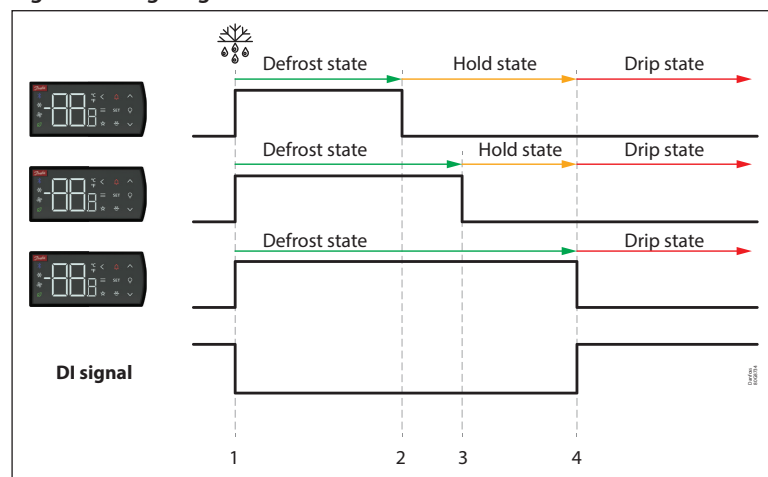 Defrost state Hold state Drip state
Defrost state Hold state Drip state
Defrost state Drip state
DI signal
1 2 3 4